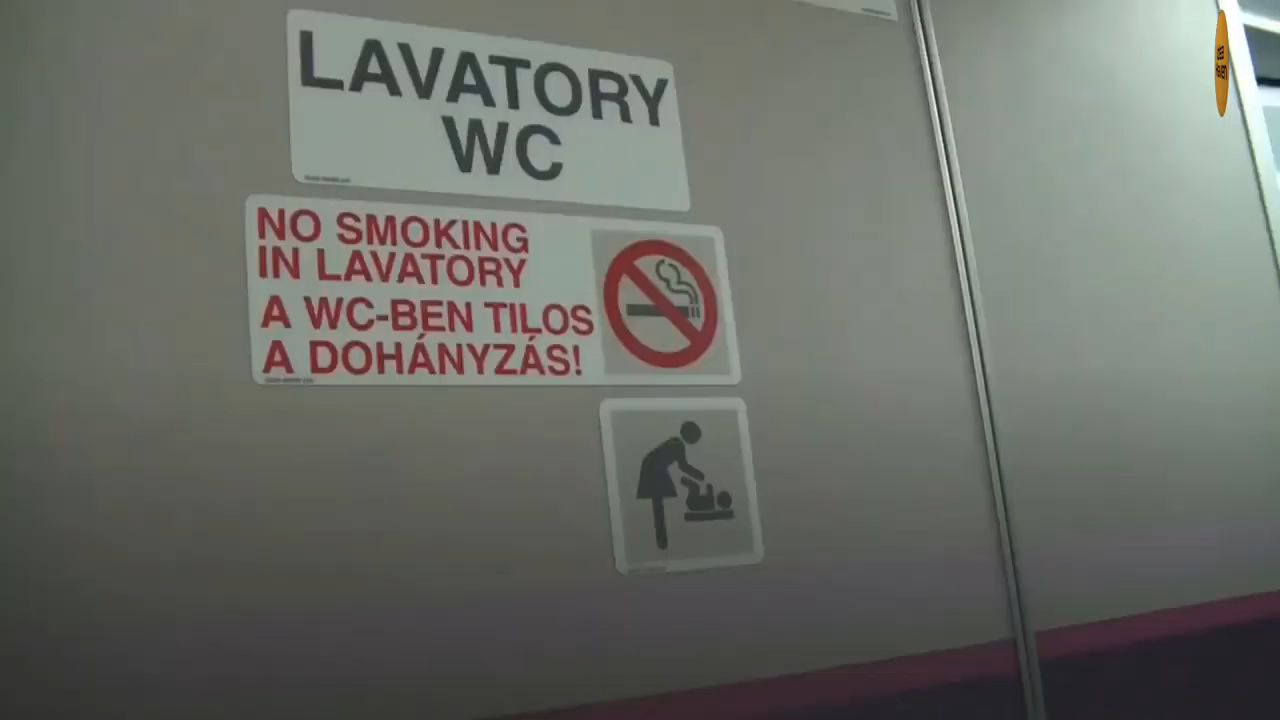 LAVATORY
WC
NO SMOKING
IN LAVATORY
A WC-BEN TILOS
A DOHÁNYZÁS!